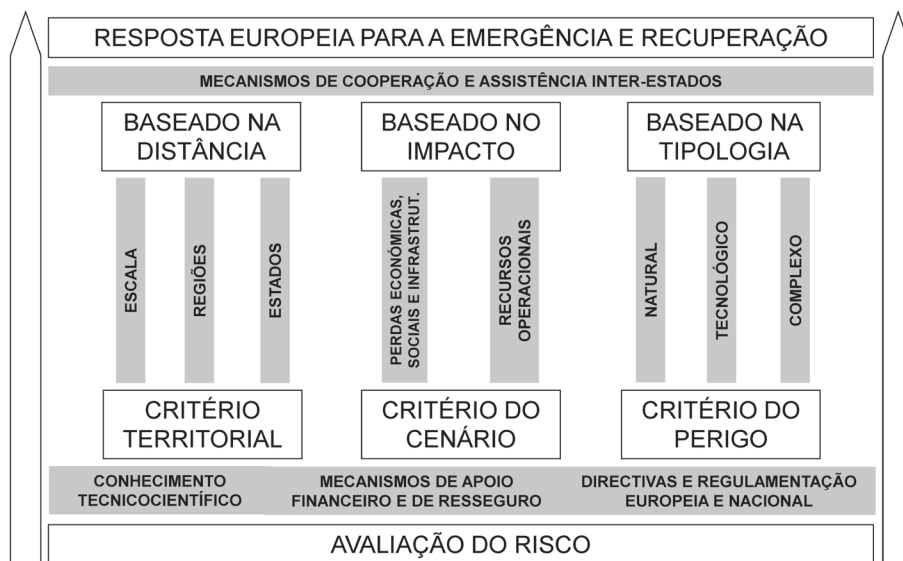 RESPOSTA EUROPEIA PARA A EMERGÊNCIA E RECUPERAÇÃO
MECANISMOS DE COOPERAÇÃO E ASSISTÊNCIA INTER-ESTADOS
BASEADO NA
DISTÂNCIA
BASEADO NO
IMPACTO
BASEADO NA
TIPOLOGIA
ESCALA
REGIÕES
ESTADOS
PERDAS ECONÓMICAS,
SOCIAIS E INFRASTRUT.
RECURSOS
OPERACIONAIS
NATURAL
TECNOLÓGICO
COMPLEXO
CRITÉRIO
TERRITORIAL
CRITÉRIO DO
CENÁRIO
CRITÉRIO DO
PERIGO
CONHECIMENTO
TECNICOCIENTÍFICO
MECANISMOS DE APOIO
FINANCEIRO E DE RESSEGURO
DIRECTIVAS E REGULAMENTAÇÃO
EUROPEIA E NACIONAL
AVALIAÇÃO DO RISCO